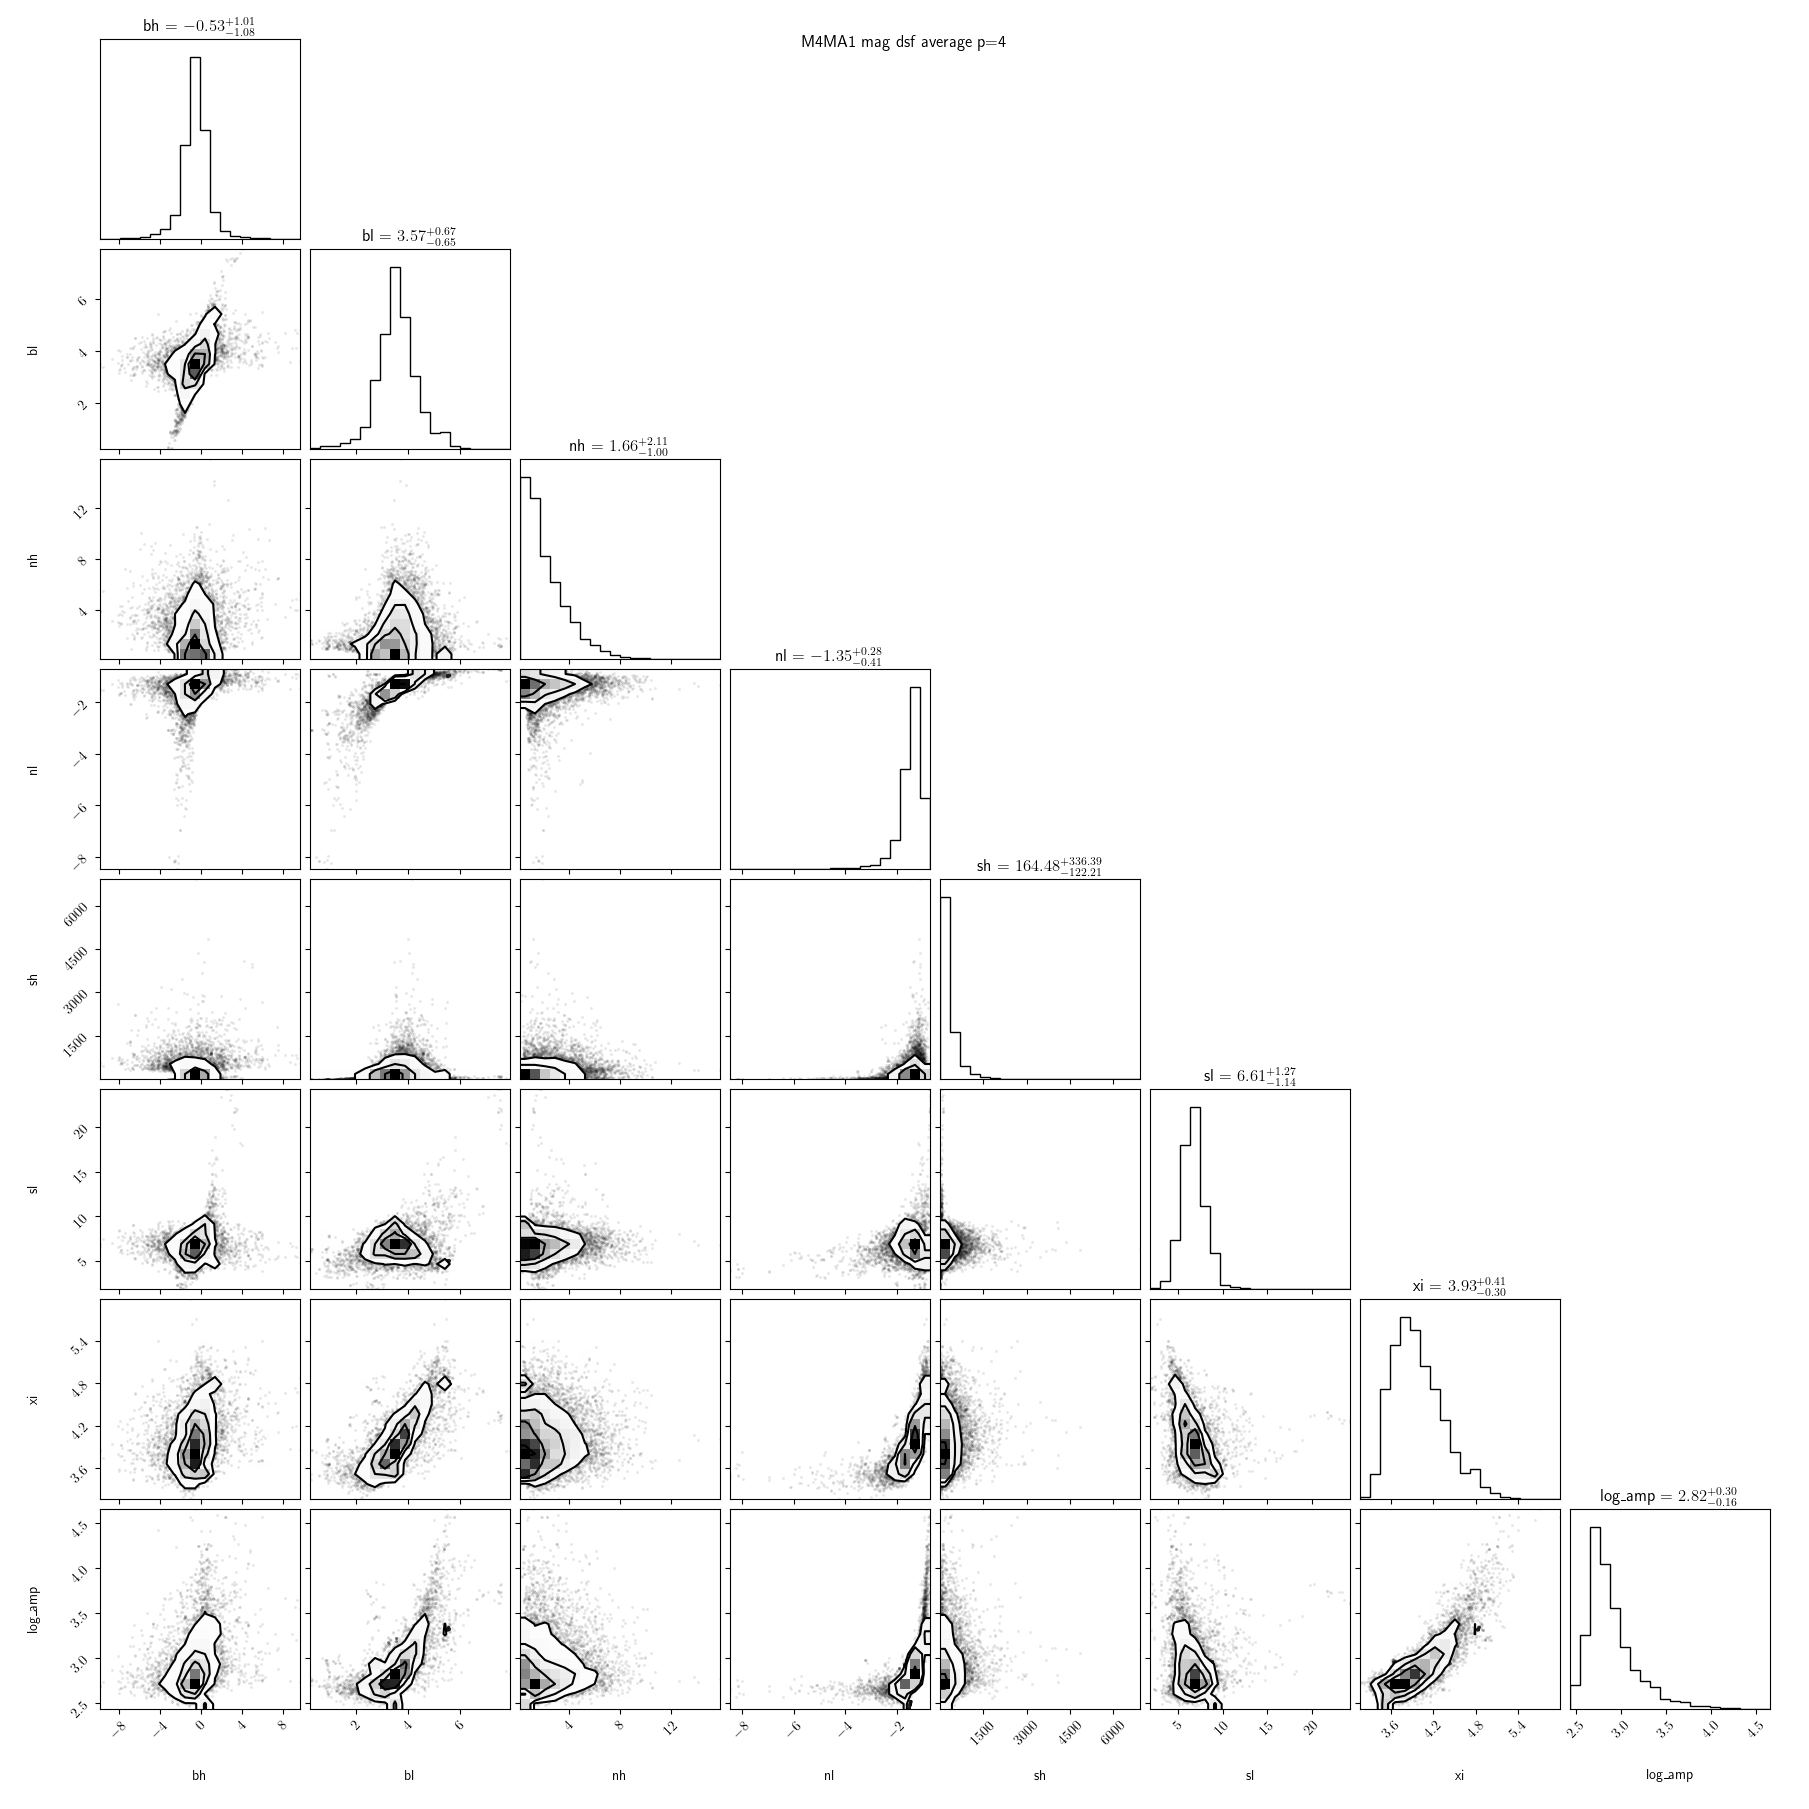 bh = −0.53 +1.01 −1.08
M4MA1 mag dsf average p=4
bl = 3.57 +0.67 −0.65
bl
6
4
2
nh = 1.66 +2.11 −1.00
nh
12
8
4
nl = −1.35 +0.28 −0.41
nl
−2
−4
−6
−8
sh = 164.48 +336.39 −122.21
sh
6000
4500
3000
1500
sl = 6.61 +1.27 −1.14
sl
20
15
10
5
xi = 3.93 +0.41 −0.30
xi
5.4
4.8
4.2
3.6
log_amp = 2.82 +0.30 −0.16
log_amp
4.5
4.0
3.5
3.0
2.5
−8 −4 0 4 8 2 4 6 4 8 12 −8 −6 −4 −2 1500 3000 4500 6000 5 10 15 20 3.6 4.2 4.8 5.4 2.5 3.0 3.5 4.0 4.5
bh bl nh nl sh sl xi log_amp